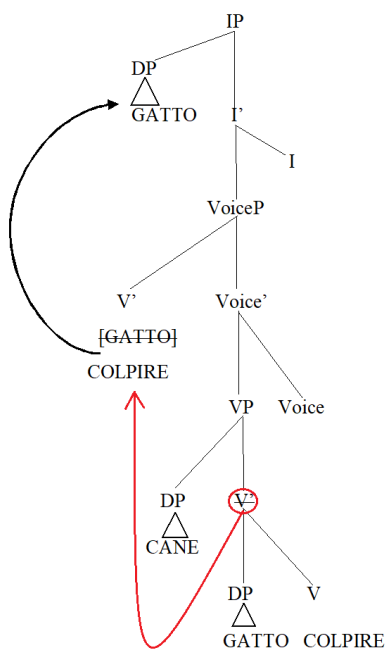 IP
DP
GATTO
I’
I
VoiceP
V’
Voice’
[GATTO]
COLPIRE
VP Voice
DP V’
CANE
DP V
GATTO COLPIRE